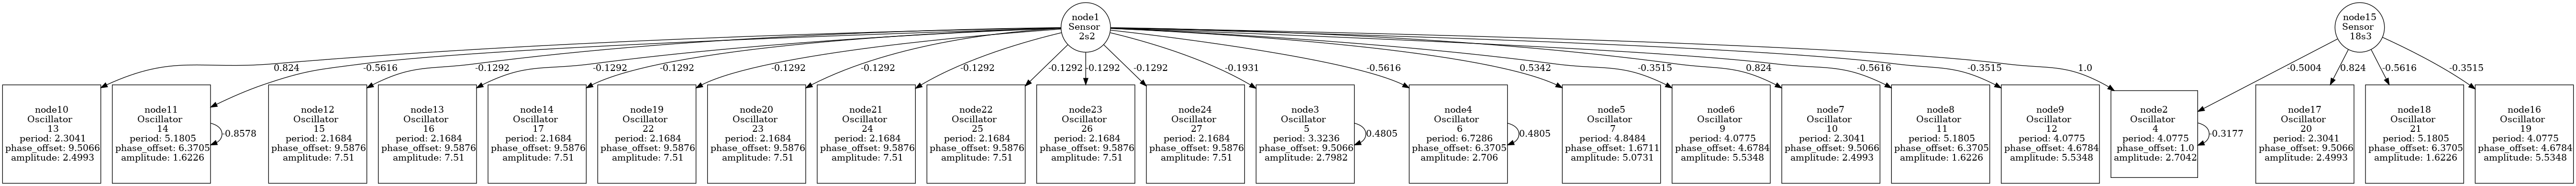 node1
Sensor
2s2
node15
Sensor
18s3
0.824
-0.5616
-0.1292
-0.1292
-0.1292
-0.1292
-0.1292
-0.1292
-0.1292
-0.1292
-0.1292
-0.1931
-0.5616
0.5342
-0.3515
0.824
-0.5616
-0.3515
1.0
-0.5004
0.824
-0.5616
-0.3515
node10
Oscillator
13
period: 2.3041
phase_offset: 9.5066
amplitude: 2.4993
node11
Oscillator
14
period: 5.1805
phase_offset: 6.3705
amplitude: 1.6226
-0.8578
node12
Oscillator
15
period: 2.1684
phase_offset: 9.5876
amplitude: 7.51
node13
Oscillator
16
period: 2.1684
phase_offset: 9.5876
amplitude: 7.51
node14
Oscillator
17
period: 2.1684
phase_offset: 9.5876
amplitude: 7.51
node19
Oscillator
22
period: 2.1684
phase_offset: 9.5876
amplitude: 7.51
node20
Oscillator
23
period: 2.1684
phase_offset: 9.5876
amplitude: 7.51
node21
Oscillator
24
period: 2.1684
phase_offset: 9.5876
amplitude: 7.51
node22
Oscillator
25
period: 2.1684
phase_offset: 9.5876
amplitude: 7.51
node23
Oscillator
26
period: 2.1684
phase_offset: 9.5876
amplitude: 7.51
node24
Oscillator
27
period: 2.1684
phase_offset: 9.5876
amplitude: 7.51
node3
Oscillator
5
period: 3.3236
phase_offset: 9.5066
amplitude: 2.7982
0.4805
node4
Oscillator
6
period: 6.7286
phase_offset: 6.3705
amplitude: 2.706
0.4805
node5
Oscillator
7
period: 4.8484
phase_offset: 1.6711
amplitude: 5.0731
node6
Oscillator
9
period: 4.0775
phase_offset: 4.6784
amplitude: 5.5348
node7
Oscillator
10
period: 2.3041
phase_offset: 9.5066
amplitude: 2.4993
node8
Oscillator
11
period: 5.1805
phase_offset: 6.3705
amplitude: 1.6226
node9
Oscillator
12
period: 4.0775
phase_offset: 4.6784
amplitude: 5.5348
node2
Oscillator
4
period: 4.0775
phase_offset: 1.0
amplitude: 2.7042
0.3177
node17
Oscillator
20
period: 2.3041
phase_offset: 9.5066
amplitude: 2.4993
node18
Oscillator
21
period: 5.1805
phase_offset: 6.3705
amplitude: 1.6226
node16
Oscillator
19
period: 4.0775
phase_offset: 4.6784
amplitude: 5.5348